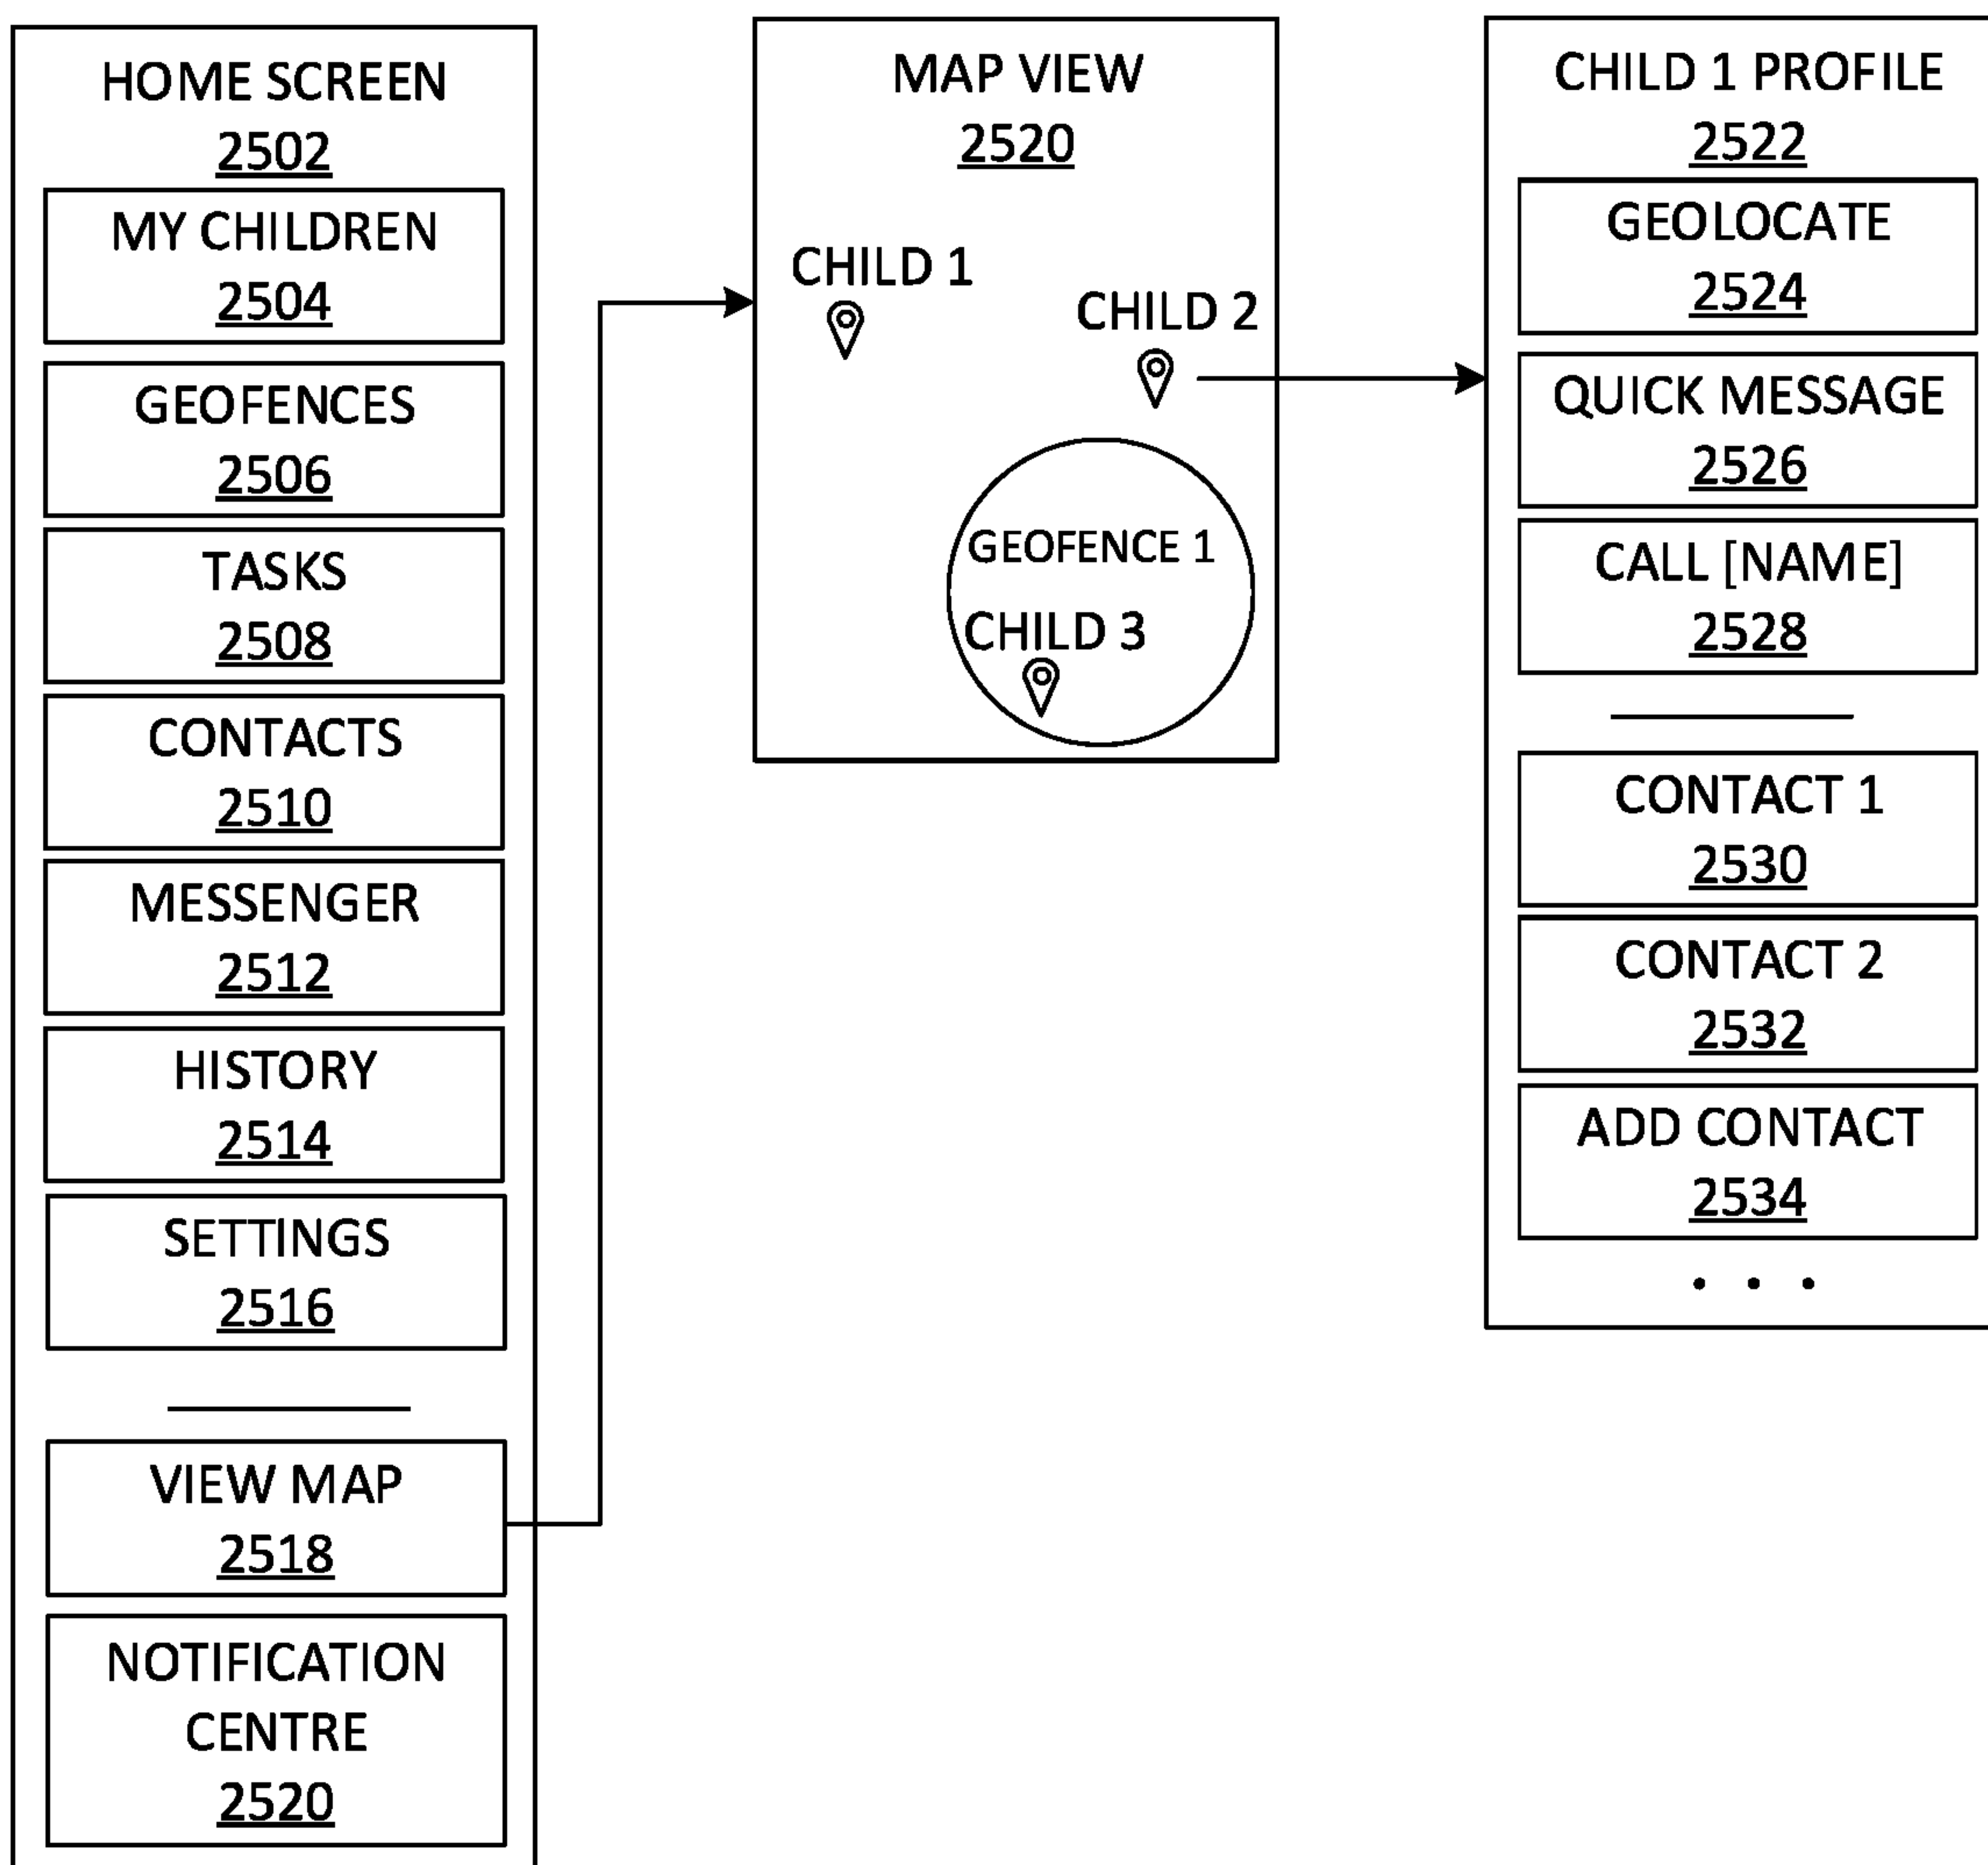 HOME SCREEN
2502
MY CHILDREN
2504
GEOFENCES
2506
TASKS
2508
CONTACTS
2510
MESSENGER
2512
HISTORY
2514
SETTINGS
2516
VIEW MAP
2518
NOTIFICATION
CENTRE
2520
MAP VIEW
2520
CHILD 1
CHILD 2
GEOFENCE 1
CHILD 3
CHILD 1 PROFILE
2522
GEOLOCATE
2524
QUICK MESSAGE
2526
CALL [NAME]
2528
CONTACT 1
2530
CONTACT 2
2532
ADD CONTACT
2534
. . .